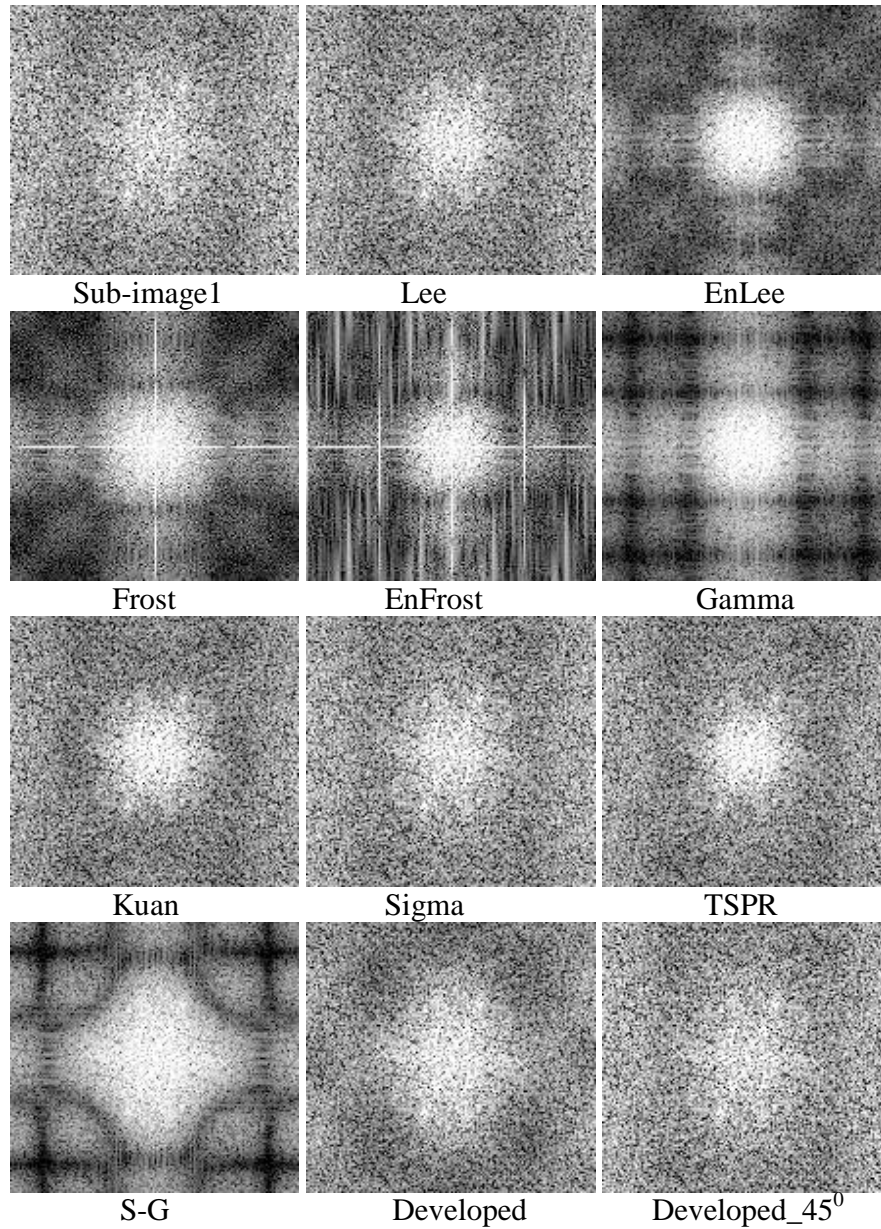 Sub-image1 Lee EnLee
Frost EnFrost Gamma
Kuan Sigma TSPR
S-G Developed Developed_45⁰